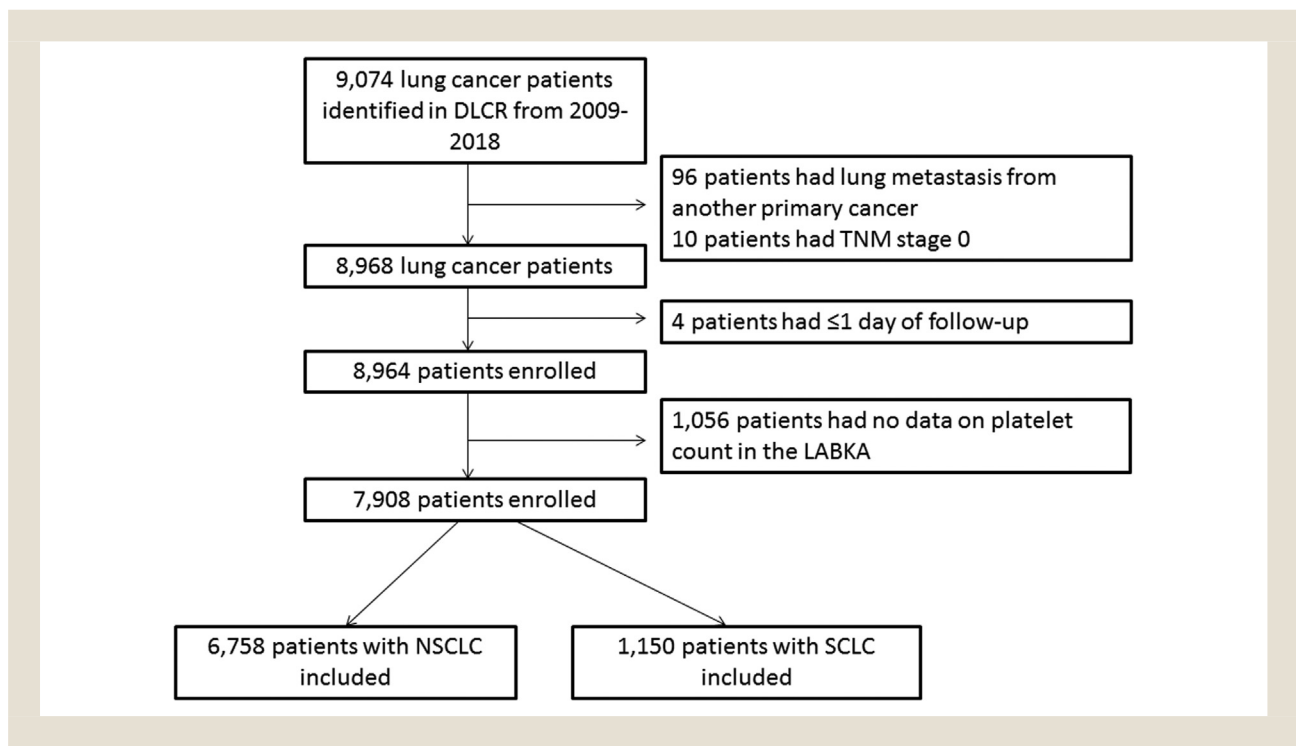 9,074 lung cancer patients
identified in DLCR from 2009-
2018
96 patients had lung metastasis from
another primary cancer
10 patients had TNM stage 0
8,968 lung cancer patients
4 patients had ≤1 day of follow-up
8,964 patients enrolled
1,056 patients had no data on platelet
count in the LABKA
7,908 patients enrolled
6,758 patients with NSCLC
included
1,150 patients with SCLC
included